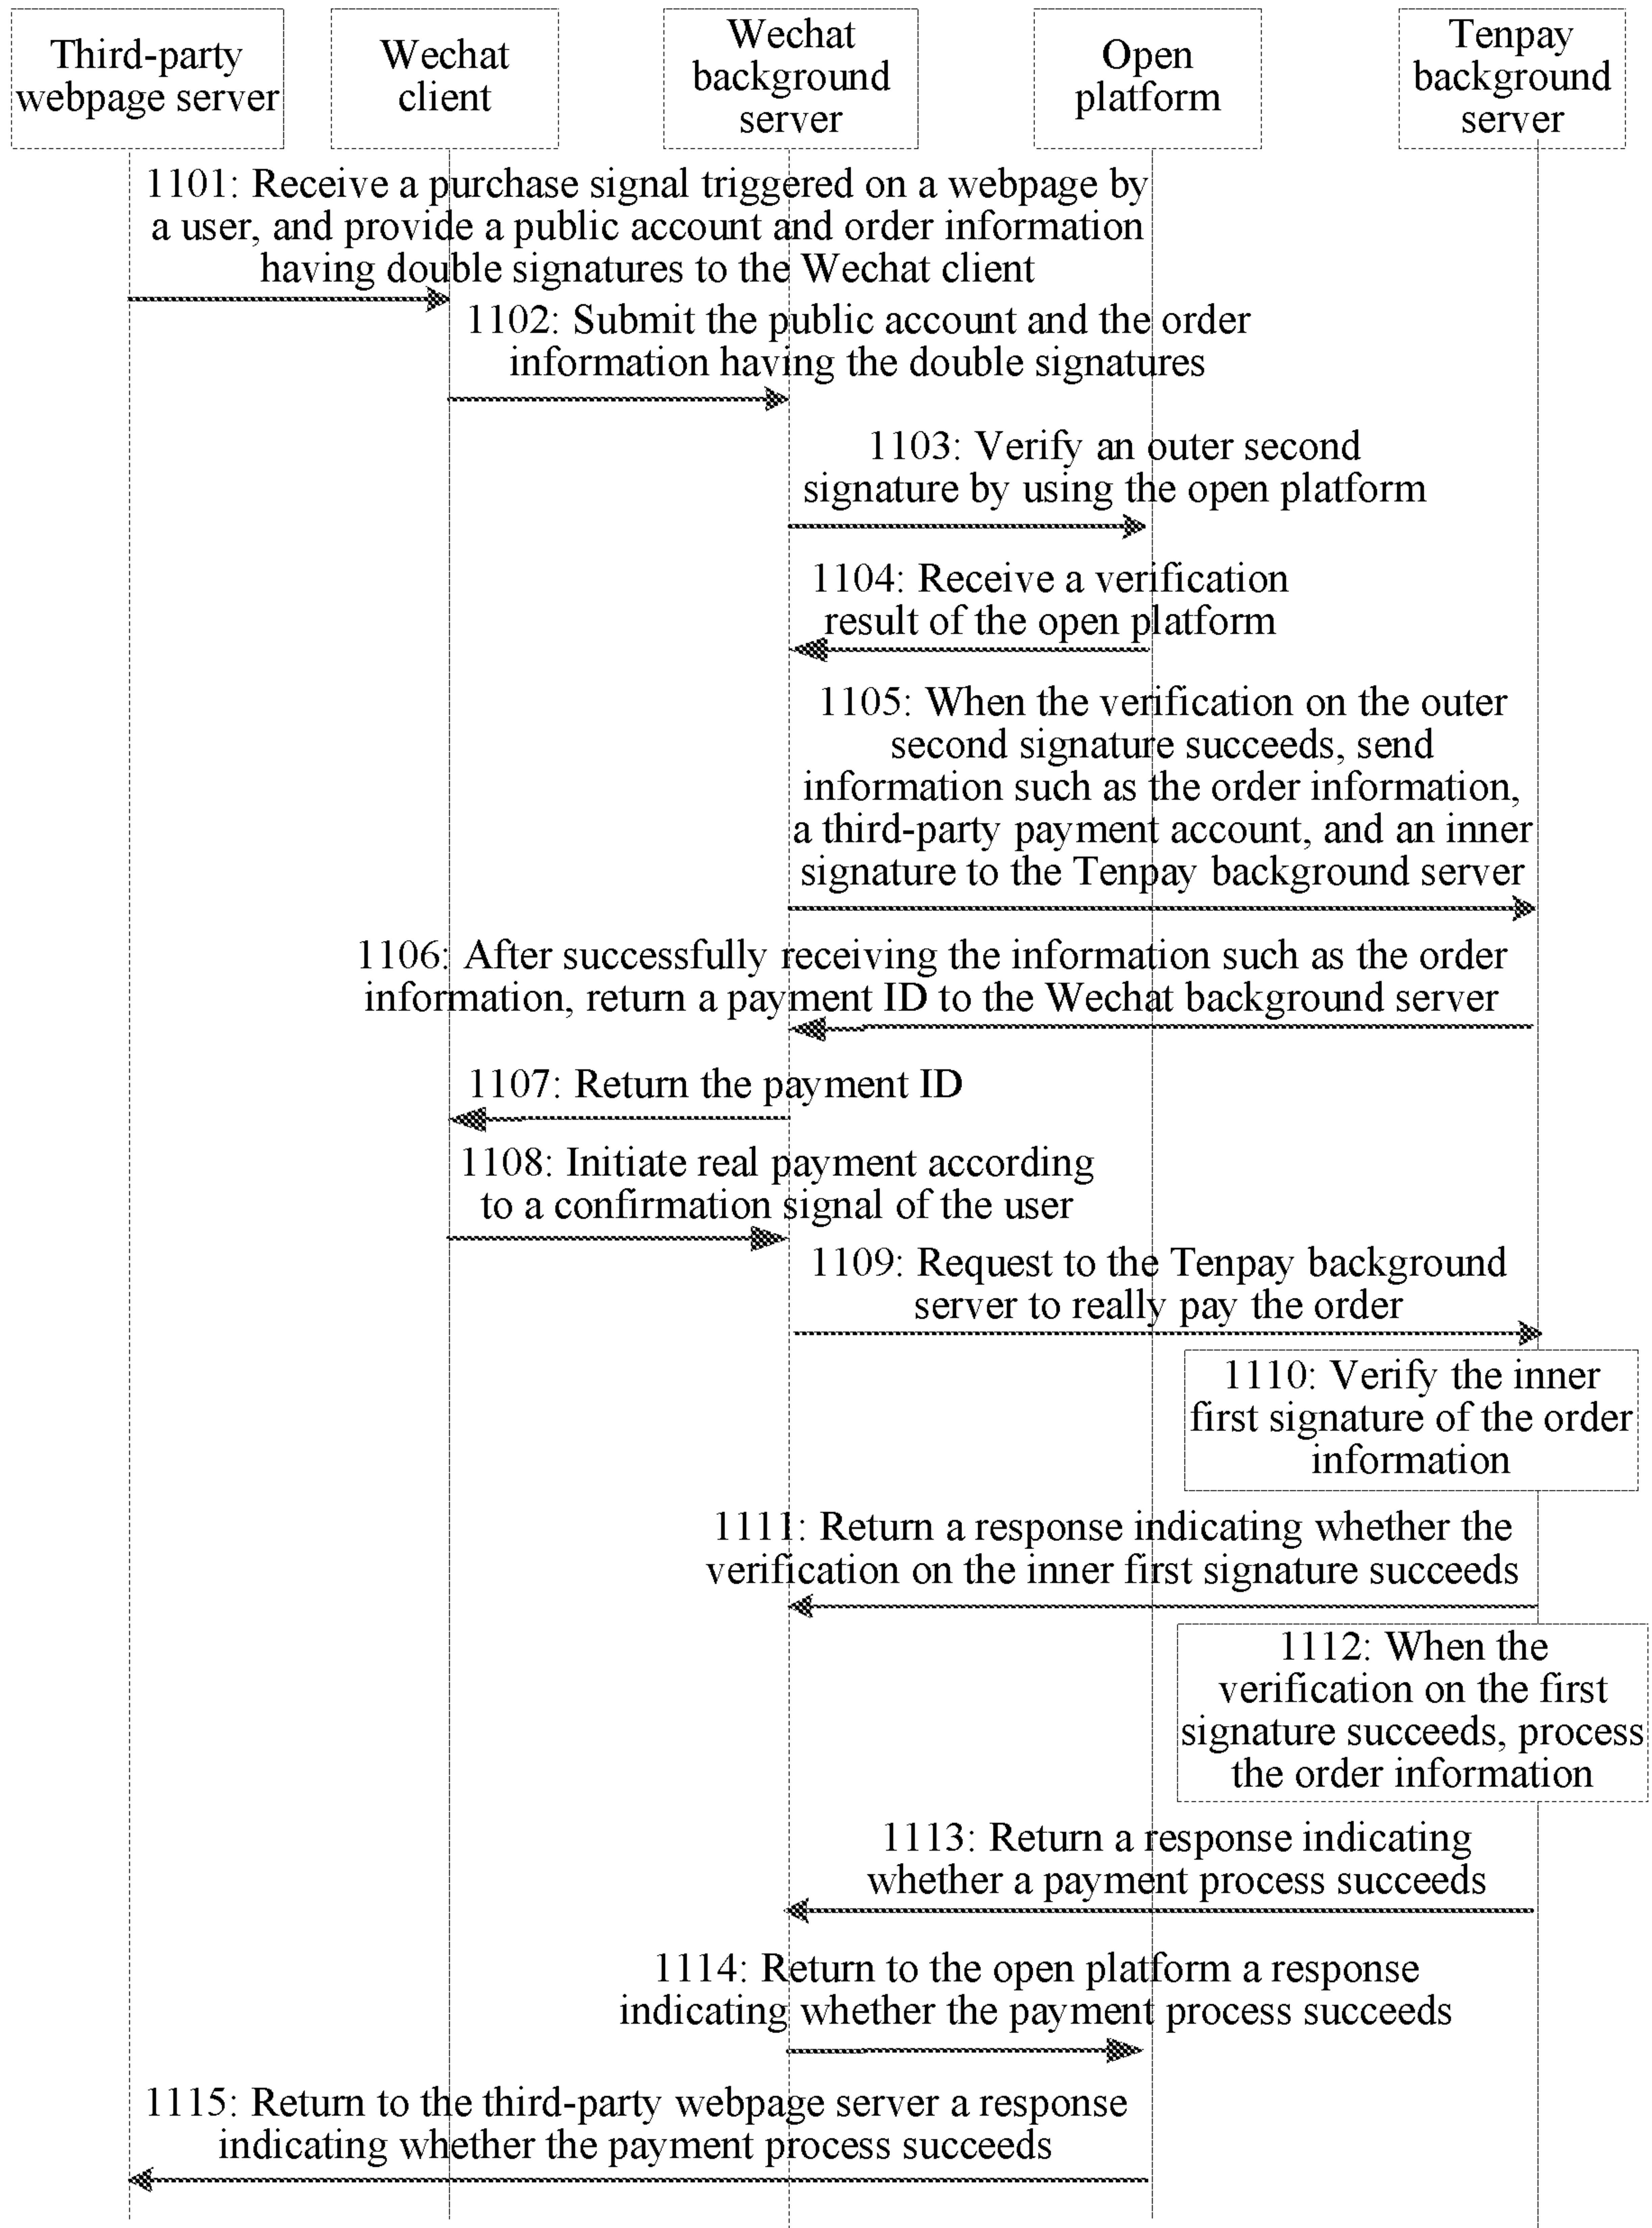 Third-party
webpage server
Wechat
client
Wechat
background
server
Open
platform
Tenpay
background
server
1101: Receive a purchase signal triggered on a webpage by
a user, and provide a public account and order information
having double signatures to the Wechat client
1102: Submit the public account and the order
information having the double signatures
1103: Verify an outer second
signature by using the open platform
1104: Receive a verification
result of the open platform
1105: When the verification on the outer
second signature succeeds, send
information such as the order information,
a third-party payment account, and an inner
signature to the Tenpay background server
1106: After successfully receiving the information such as the order
information, return a payment ID to the Wechat background server
1107: Return the payment ID
1108: Initiate real payment according
to a confirmation signal of the user
1109: Request to the Tenpay background
server to really pay the order
1110: Verify the inner
first signature of the order
information
1111: Return a response indicating whether the
verification on the inner first signature succeeds
1112: When the
verification on the first
signature succeeds, process
the order information
1113: Return a response indicating
whether a payment process succeeds
1114: Return to the open platform a response
indicating whether the payment process succeeds
1115: Return to the third-party webpage server a response
indicating whether the payment process succeeds